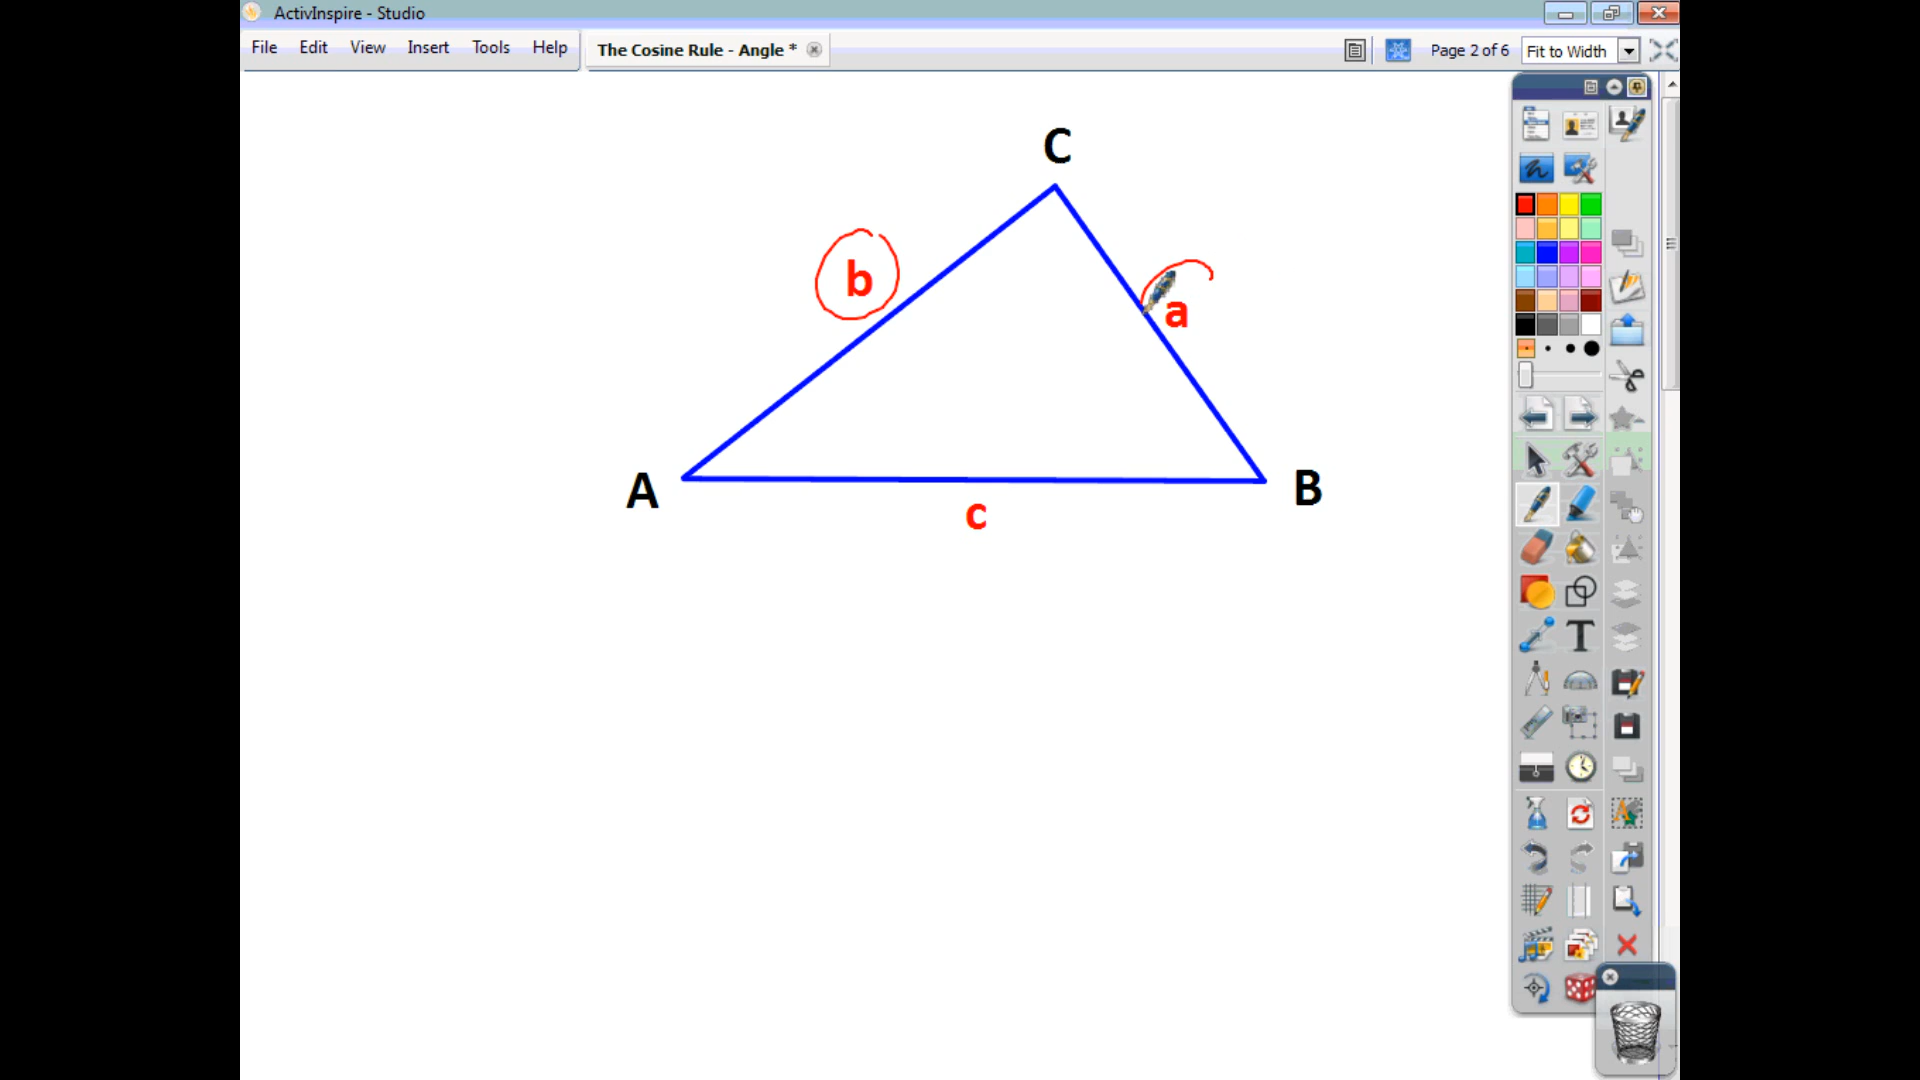 ActivInspire - Studio
File Edit View Insert Tools Help
The Cosine Rule - Angle *
Page 2 of 6
Fit to Width
C
b
a
A
B
c